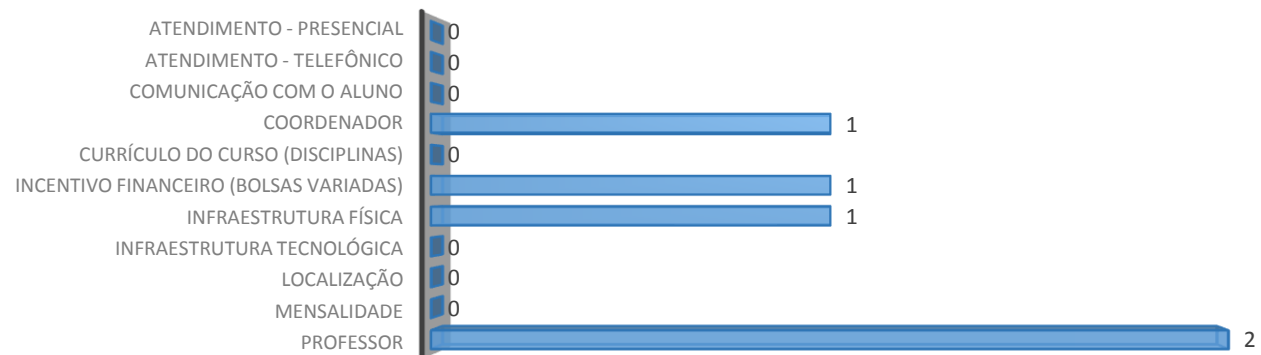 ATENDIMENTO - PRESENCIAL 0
ATENDIMENTO - TELEFÔNICO 0
COMUNICAÇÃO COM O ALUNO 0
COORDENADOR 1
CURRÍCULO DO CURSO (DISCIPLINAS) 0
INCENTIVO FINANCEIRO (BOLSAS VARIADAS) 1
INFRAESTRUTURA FÍSICA 1
INFRAESTRUTURA TECNOLÓGICA 0
LOCALIZAÇÃO 0
MENSALIDADE 0
PROFESSOR 2